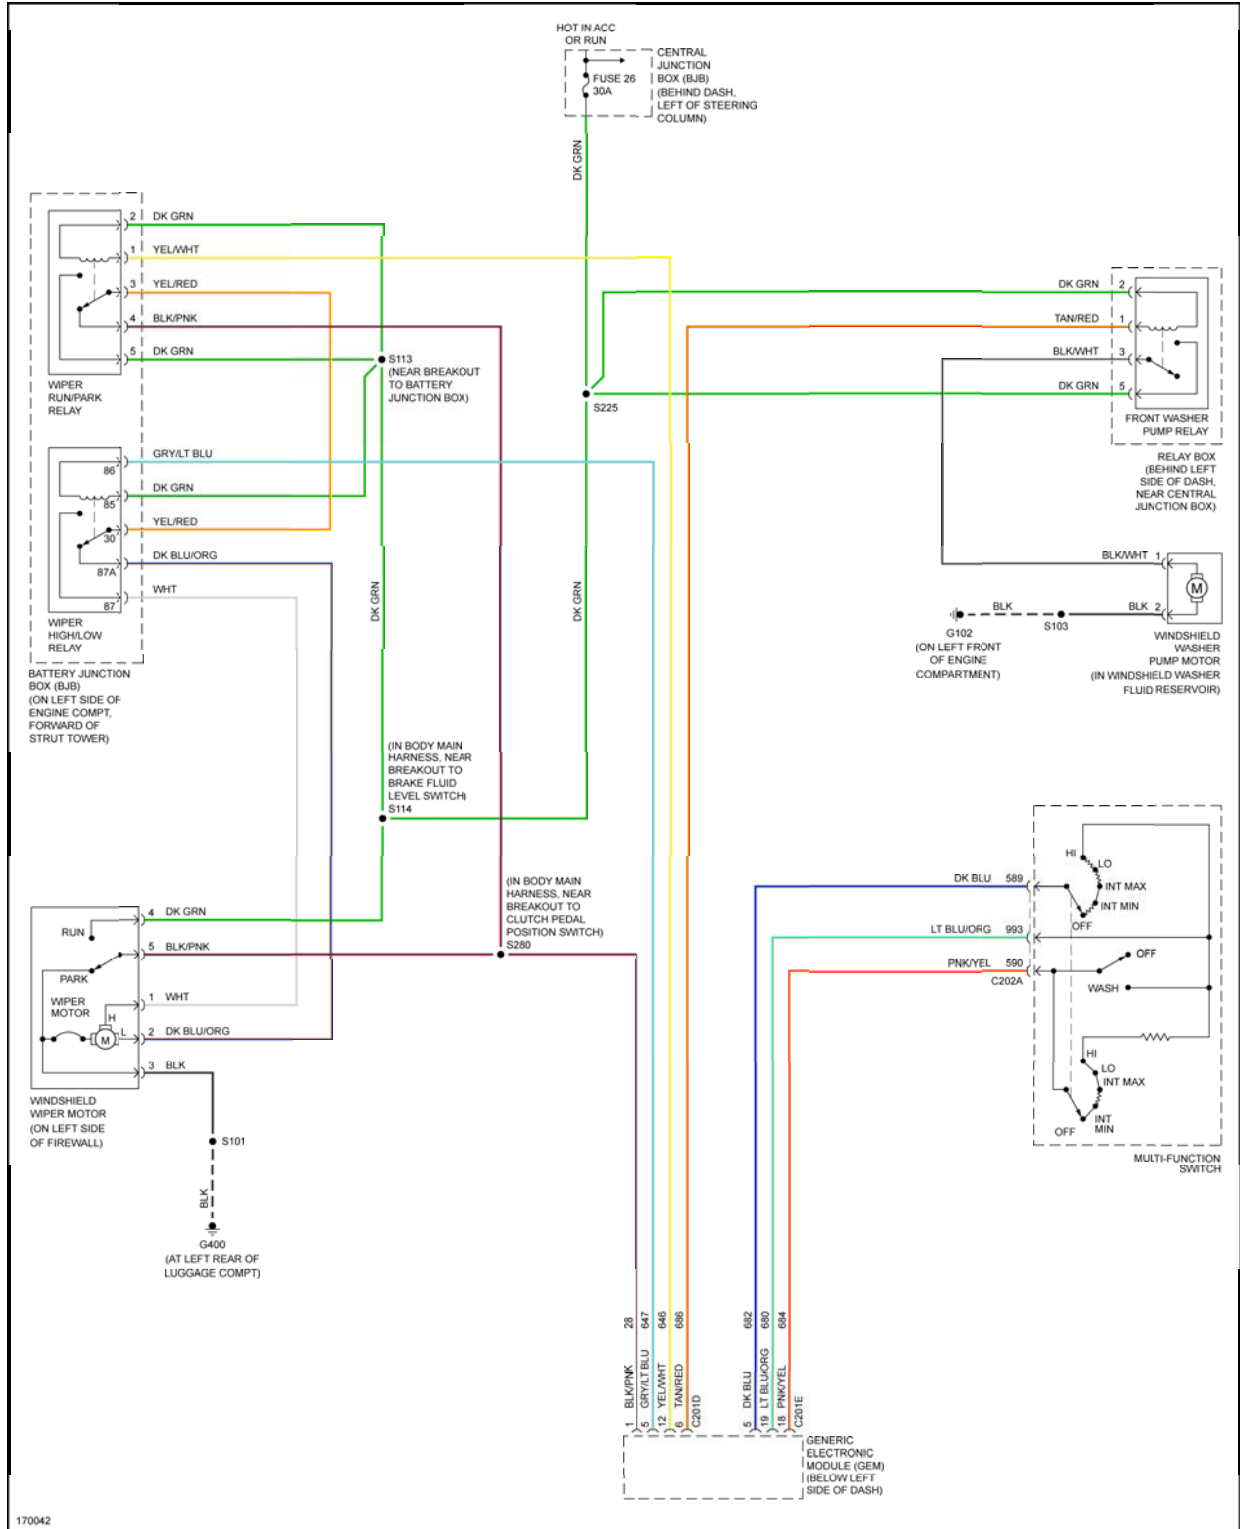 HOT IN ACC
OR RUN
FUSE 26
30A
CENTRAL
JUNCTION
BOX (BJB)
(BEHIND DASH,
LEFT OF STEERING
COLUMN)
DK GRN
2 DK GRN
1 YEL/WHT
3 YEL/RED
4 BLK/PNK
5 DK GRN
WIPER
RUN/PARK
RELAY
S113
(NEAR BREAKOUT
TO BATTERY
JUNCTION BOX)
S225
DK GRN 2
TAN/RED 1
BLK/WHT 3
DK GRN 5
FRONT WASHER
PUMP RELAY
RELAY BOX
(BEHIND LEFT
SIDE OF DASH,
NEAR CENTRAL
JUNCTION BOX)
86 GRY/LT BLU
85 DK GRN
30 YEL/RED
87A DK BLU/ORG
87 WHT
WIPER
HIGH/LOW
RELAY
BATTERY JUNCTION
BOX (BJB)
(ON LEFT SIDE OF
ENGINE COMPT,
FORWARD OF
STRUT TOWER)
DK GRN
DK GRN
BLK/WHT 1
BLK 2
M
BLK
S103
G102
(ON LEFT FRONT
OF ENGINE
COMPARTMENT)
WINDSHIELD
WASHER
PUMP MOTOR
(IN WINDSHIELD WASHER
FLUID RESERVOIR)
(IN BODY MAIN
HARNESS, NEAR
BREAKOUT TO
BRAKE FLUID
LEVEL SWITCH)
S114
(IN BODY MAIN
HARNESS, NEAR
BREAKOUT TO
CLUTCH PEDAL
POSITION SWITCH)
S280
RUN
PARK
WIPER
MOTOR
H
L
M
4 DK GRN
5 BLK/PNK
1 WHT
2 DK BLU/ORG
3 BLK
WINDSHIELD
WIPER MOTOR
(ON LEFT SIDE
OF FIREWALL)
S101
BLK
G400
(AT LEFT REAR OF
LUGGAGE COMPT)
DK BLU 589
LT BLU/ORG 993
PNK/YEL 590
C202A
HI
LO
INT MAX
INT MIN
OFF
OFF
WASH
HI
LO
INT MAX
INT
MIN
OFF
MULTI-FUNCTION
SWITCH
1 BLK/PNK 28
5 GRY/LT BLU 647
12 YEL/WHT 646
6 TAN/RED 686
C201D
5 DK BLU 682
19 LT BLU/ORG 680
18 PNK/YEL 684
C201E
GENERIC
ELECTRONIC
MODULE (GEM)
(BELOW LEFT
SIDE OF DASH)
170042